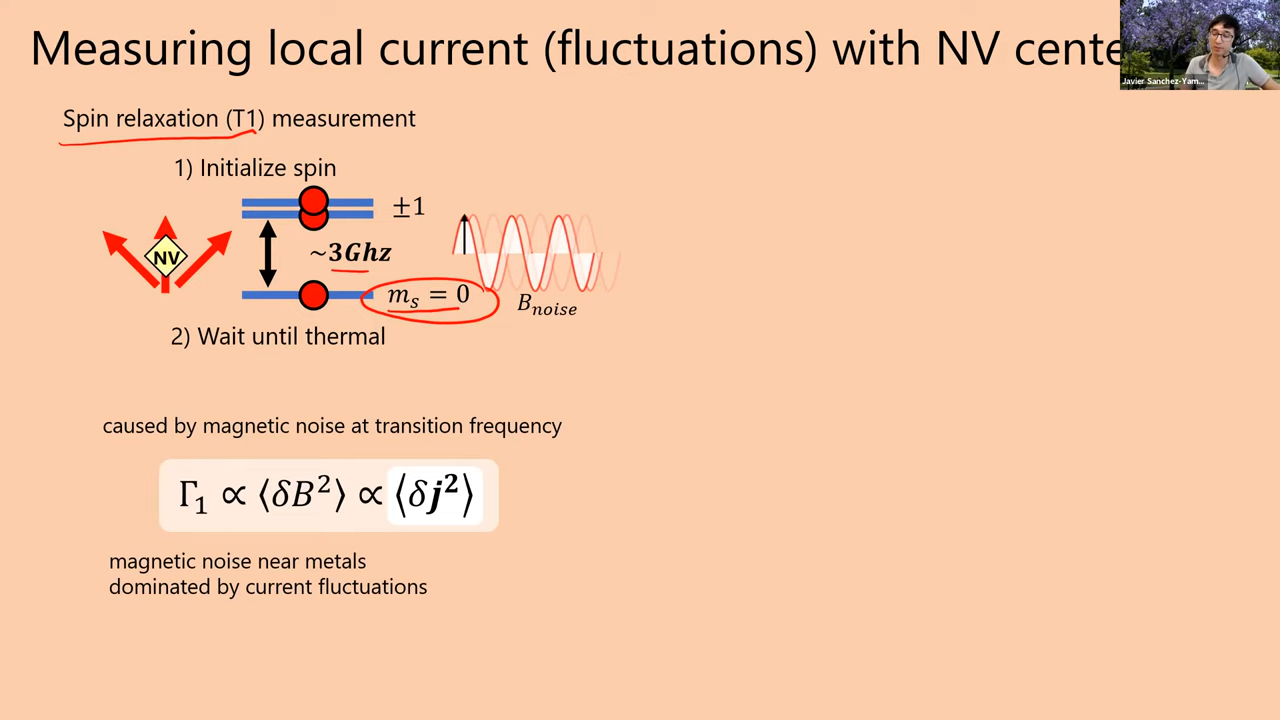 Measuring local current (fluctuations) with NV cente
Javier Sanchez-Yam...
Spin relaxation (T1) measurement
1) Initialize spin
±1
NV
~3Ghz
m_s = 0
B_noise
2) Wait until thermal
caused by magnetic noise at transition frequency
Γ₁ ∝ ⟨δB²⟩ ∝ ⟨δj²⟩
magnetic noise near metals
dominated by current fluctuations